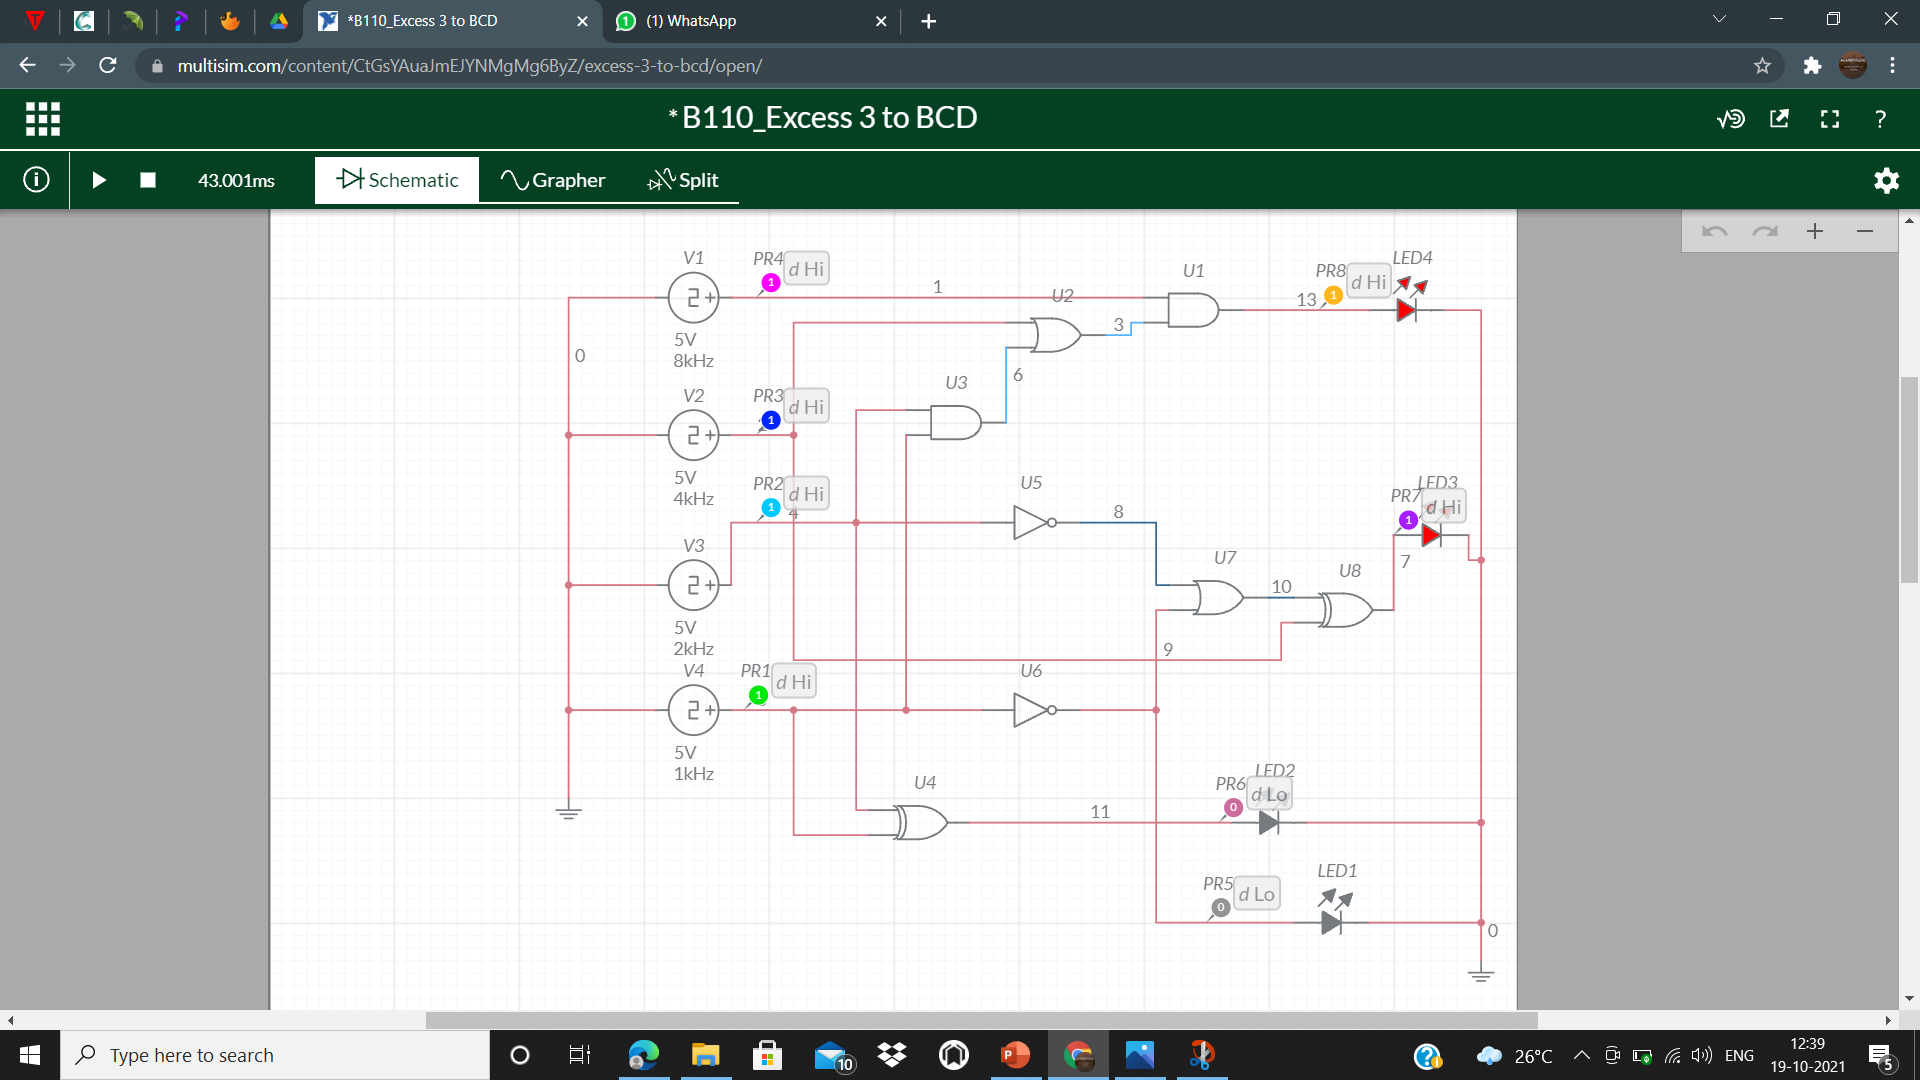 *B110_Excess 3 to BCD
(1) WhatsApp
multisim.com/content/CtGsYAuaJmEJYNMgMg6ByZ/excess-3-to-bcd/open/
*B110_Excess 3 to BCD
?
43.001ms
Schematic
Grapher
Split
V1
PR4
d Hi
1
1
U2
U1
PR8
d Hi
LED4
13
1
3
5V
8kHz
0
6
V2
PR3
d Hi
1
U3
5V
4kHz
PR2
d Hi
1
4
U5
8
LED3
PR7
d Hi
1
V3
5V
2kHz
U7
10
U8
7
9
V4
PR1
d Hi
1
U6
5V
1kHz
U4
11
LED2
PR6
d Lo
0
LED1
PR5
d Lo
0
0
Type here to search
10
P
26°C
ENG
12:39
19-10-2021
5